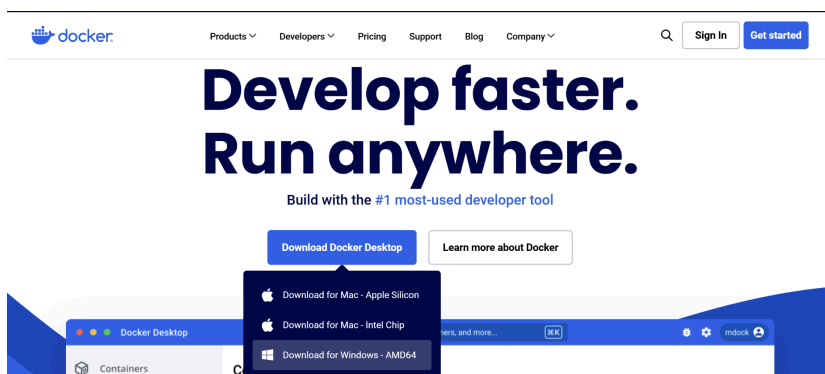 docker
Products Developers Pricing Support Blog Company Sign In Get started
Develop faster.
Run anywhere.
Build with the #1 most-used developer tool
Download Docker Desktop Learn more about Docker
Download for Mac - Apple Silicon
Download for Mac - Intel Chip
Docker Desktop and more... ⌘K mdock
Download for Windows - AMD64
Containers